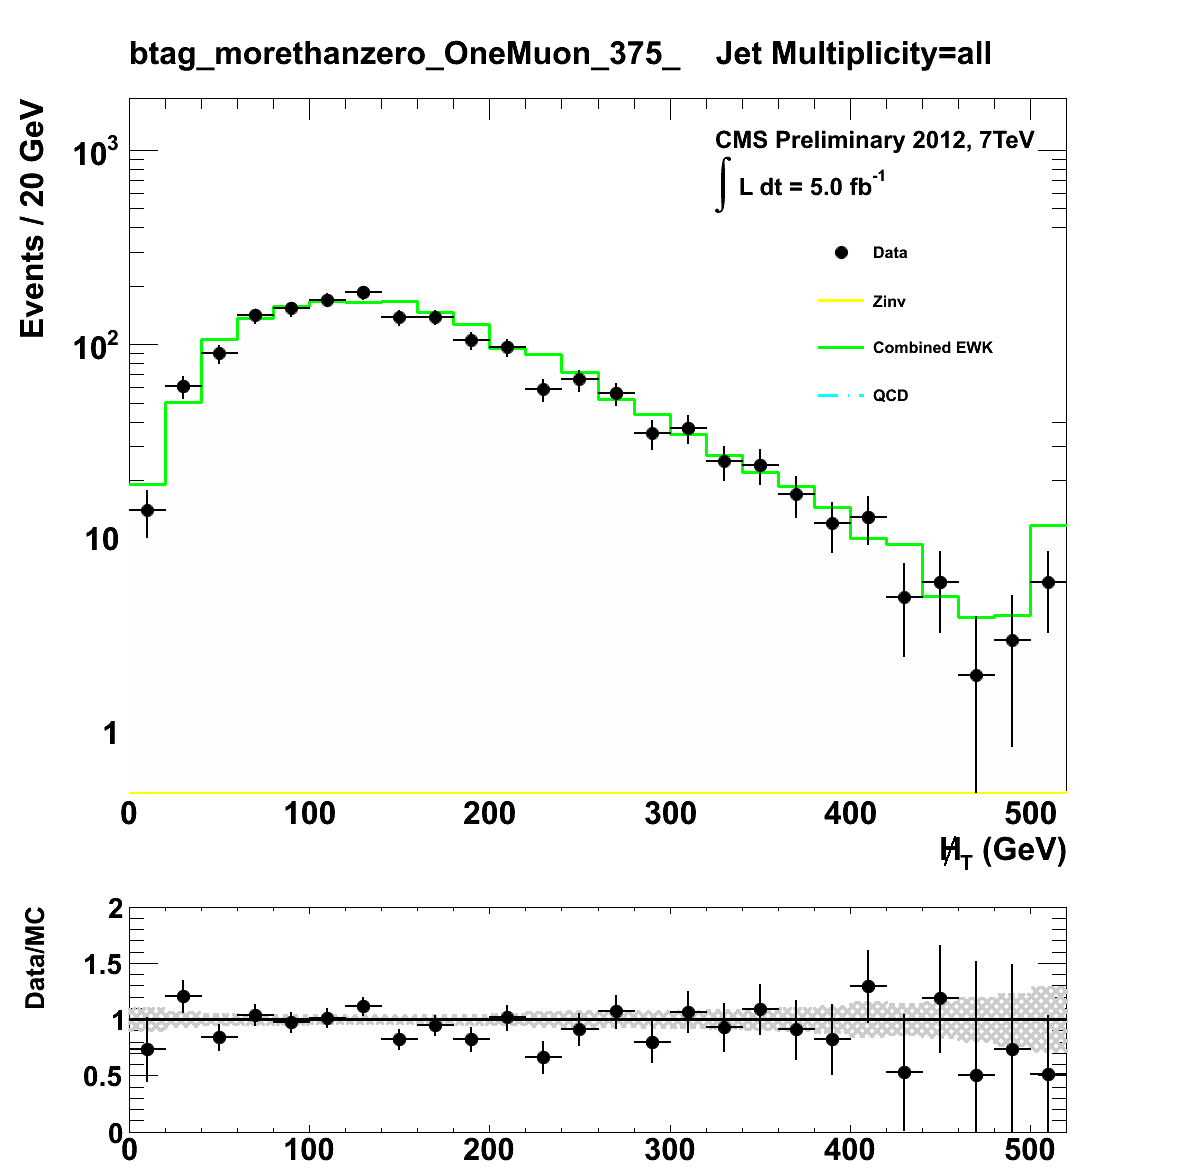 btag_morethanzero_OneMuon_375_ Jet Multiplicity=all
Events / 20 GeV
CMS Preliminary 2012, 7TeV
∫ L dt = 5.0 fb⁻¹
Data
Zinv
Combined EWK
QCD
10³
10²
10
1
0 100 200 300 400 500
H̸_T (GeV)
Data/MC
2
1.5
1
0.5
0
0 100 200 300 400 500